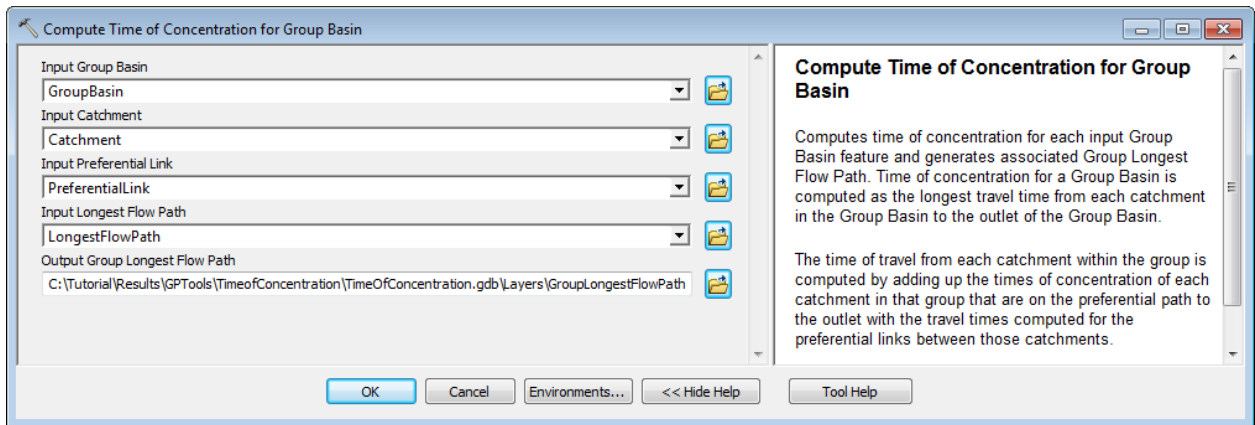 Compute Time of Concentration for Group Basin
Input Group Basin
GroupBasin
Input Catchment
Catchment
Input Preferential Link
PreferentialLink
Input Longest Flow Path
LongestFlowPath
Output Group Longest Flow Path
C:\Tutorial\Results\GPTools\TimeofConcentration\TimeOfConcentration.gdb\Layers\GroupLongestFlowPath
Compute Time of Concentration for Group
Basin
Computes time of concentration for each input Group
Basin feature and generates associated Group Longest
Flow Path. Time of concentration for a Group Basin is
computed as the longest travel time from each catchment
in the Group Basin to the outlet of the Group Basin.
The time of travel from each catchment within the group is
computed by adding up the times of concentration of each
catchment in that group that are on the preferential path to
the outlet with the travel times computed for the
preferential links between those catchments.
OK
Cancel
Environments...
<< Hide Help
Tool Help